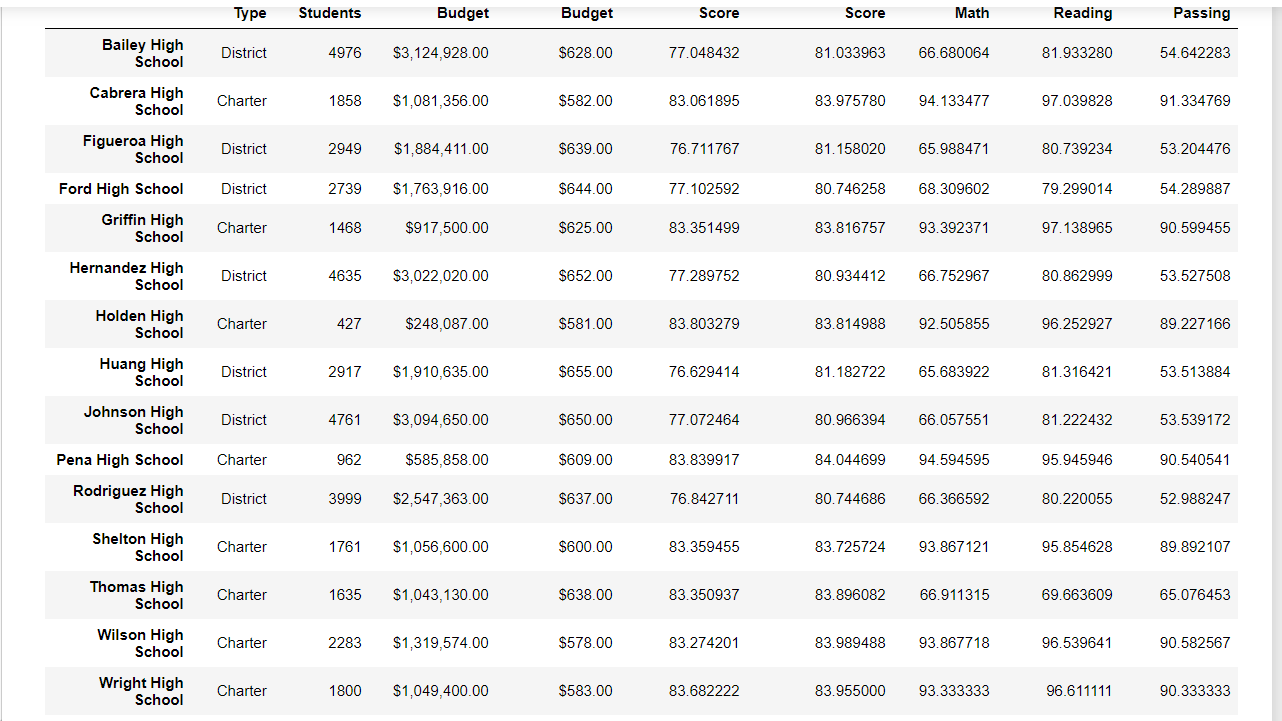 Type Students Budget Budget Score Score Math Reading Passing
Bailey High School District 4976 $3,124,928.00 $628.00 77.048432 81.033963 66.680064 81.933280 54.642283
Cabrera High School Charter 1858 $1,081,356.00 $582.00 83.061895 83.975780 94.133477 97.039828 91.334769
Figueroa High School District 2949 $1,884,411.00 $639.00 76.711767 81.158020 65.988471 80.739234 53.204476
Ford High School District 2739 $1,763,916.00 $644.00 77.102592 80.746258 68.309602 79.299014 54.289887
Griffin High School Charter 1468 $917,500.00 $625.00 83.351499 83.816757 93.392371 97.138965 90.599455
Hernandez High School District 4635 $3,022,020.00 $652.00 77.289752 80.934412 66.752967 80.862999 53.527508
Holden High School Charter 427 $248,087.00 $581.00 83.803279 83.814988 92.505855 96.252927 89.227166
Huang High School District 2917 $1,910,635.00 $655.00 76.629414 81.182722 65.683922 81.316421 53.513884
Johnson High School District 4761 $3,094,650.00 $650.00 77.072464 80.966394 66.057551 81.222432 53.539172
Pena High School Charter 962 $585,858.00 $609.00 83.839917 84.044699 94.594595 95.945946 90.540541
Rodriguez High School District 3999 $2,547,363.00 $637.00 76.842711 80.744686 66.366592 80.220055 52.988247
Shelton High School Charter 1761 $1,056,600.00 $600.00 83.359455 83.725724 93.867121 95.854628 89.892107
Thomas High School Charter 1635 $1,043,130.00 $638.00 83.350937 83.896082 66.911315 69.663609 65.076453
Wilson High School Charter 2283 $1,319,574.00 $578.00 83.274201 83.989488 93.867718 96.539641 90.582567
Wright High School Charter 1800 $1,049,400.00 $583.00 83.682222 83.955000 93.333333 96.611111 90.333333